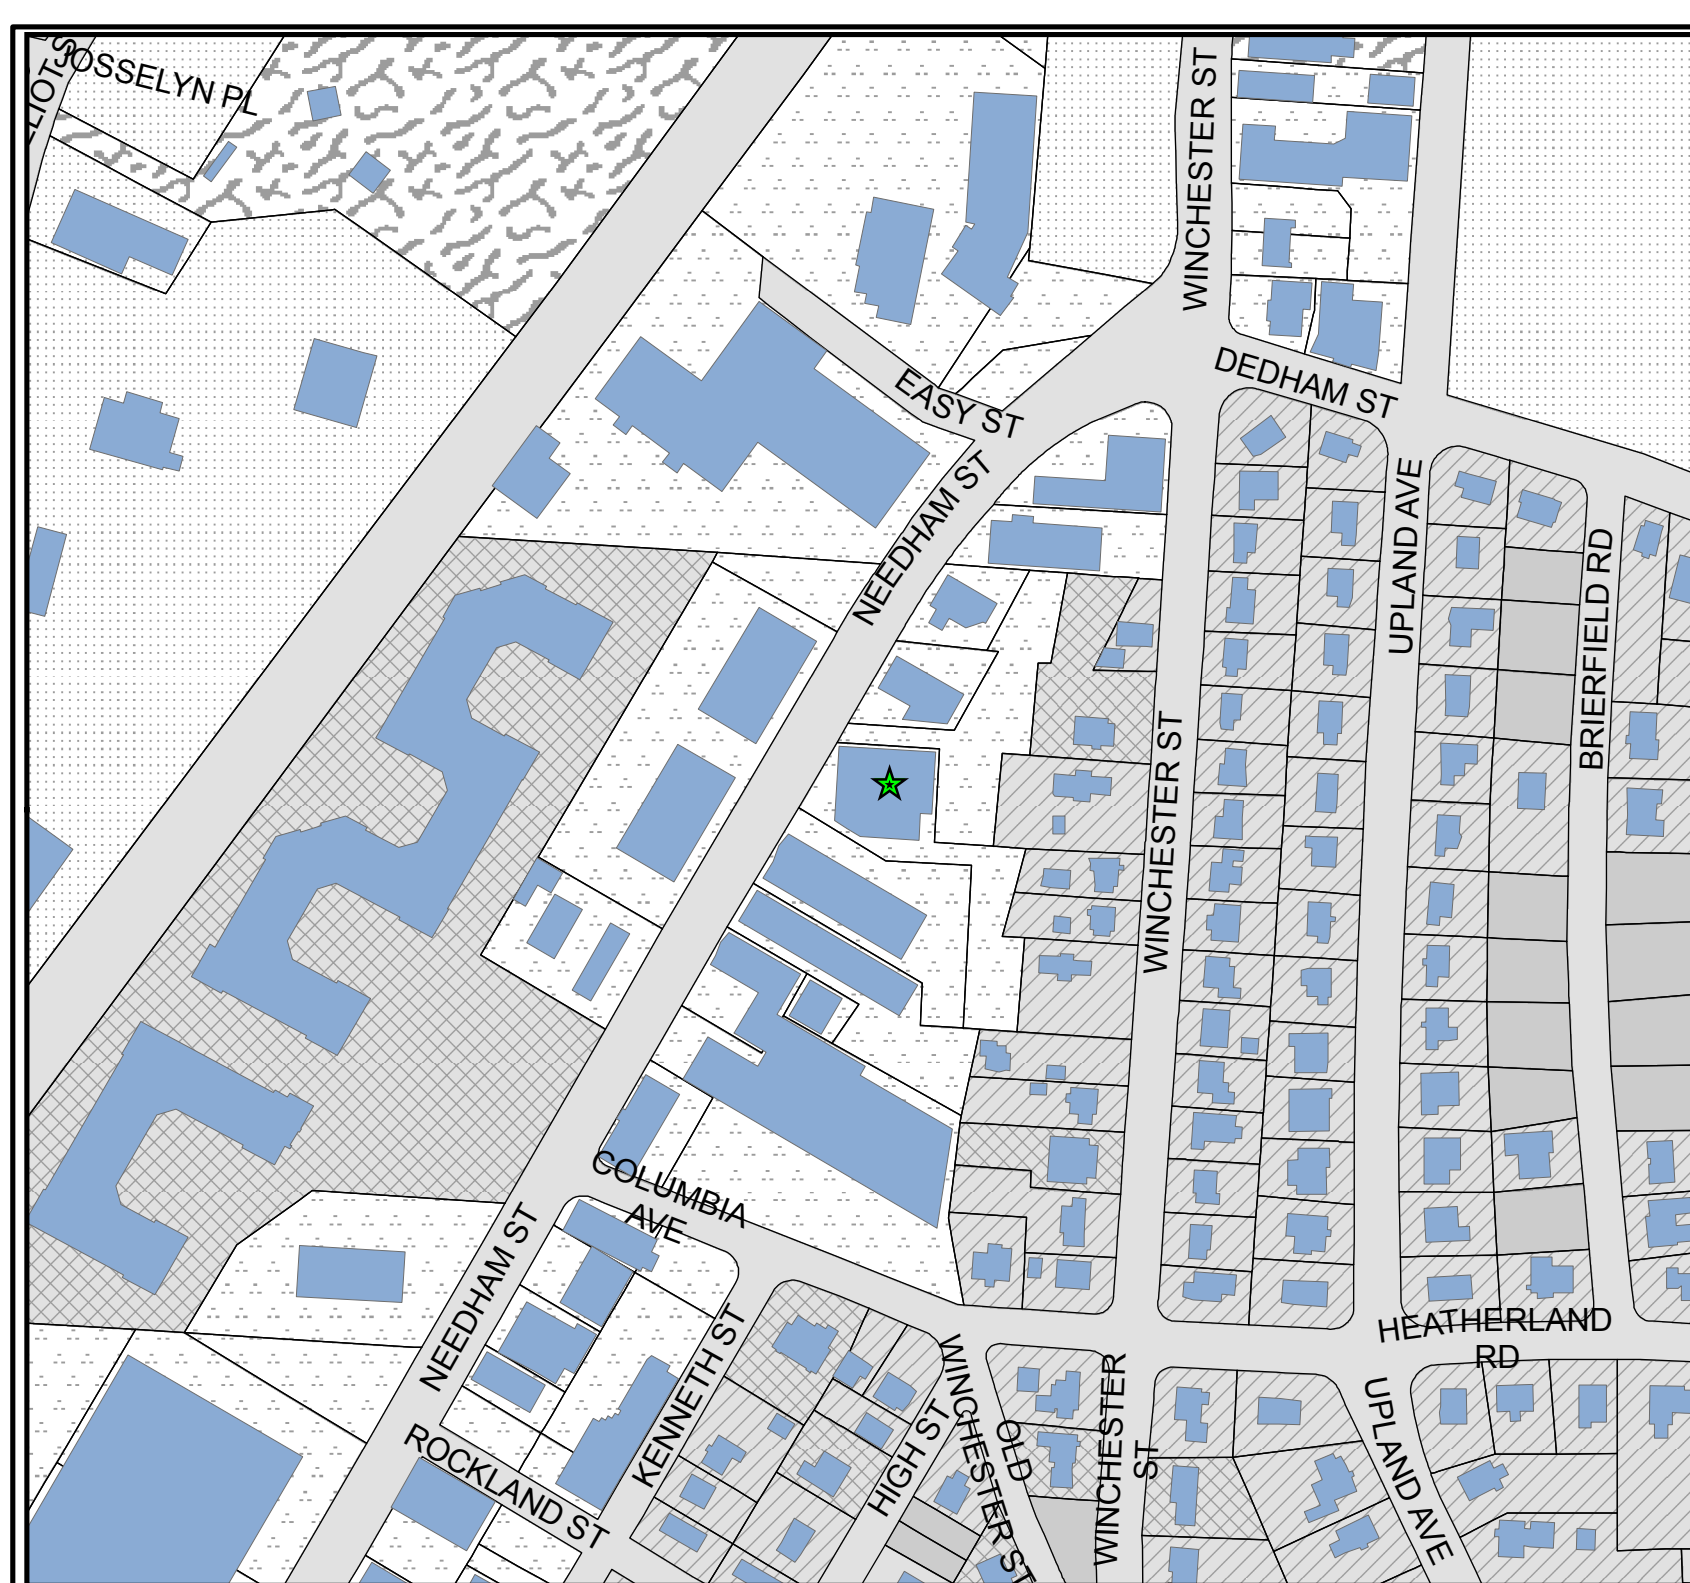 JOSSELYN PL
WINCHESTER ST
DEDHAM ST
EASY ST
NEEDHAM ST
UPLAND AVE
BRIERFIELD RD
WINCHESTER ST
COLUMBIA
AVE
NEEDHAM ST
KENNETH ST
HEATHERLAND
RD
WINCHESTER
ST
OLD
WINCHESTER ST
HIGH ST
UPLAND AVE
ROCKLAND ST